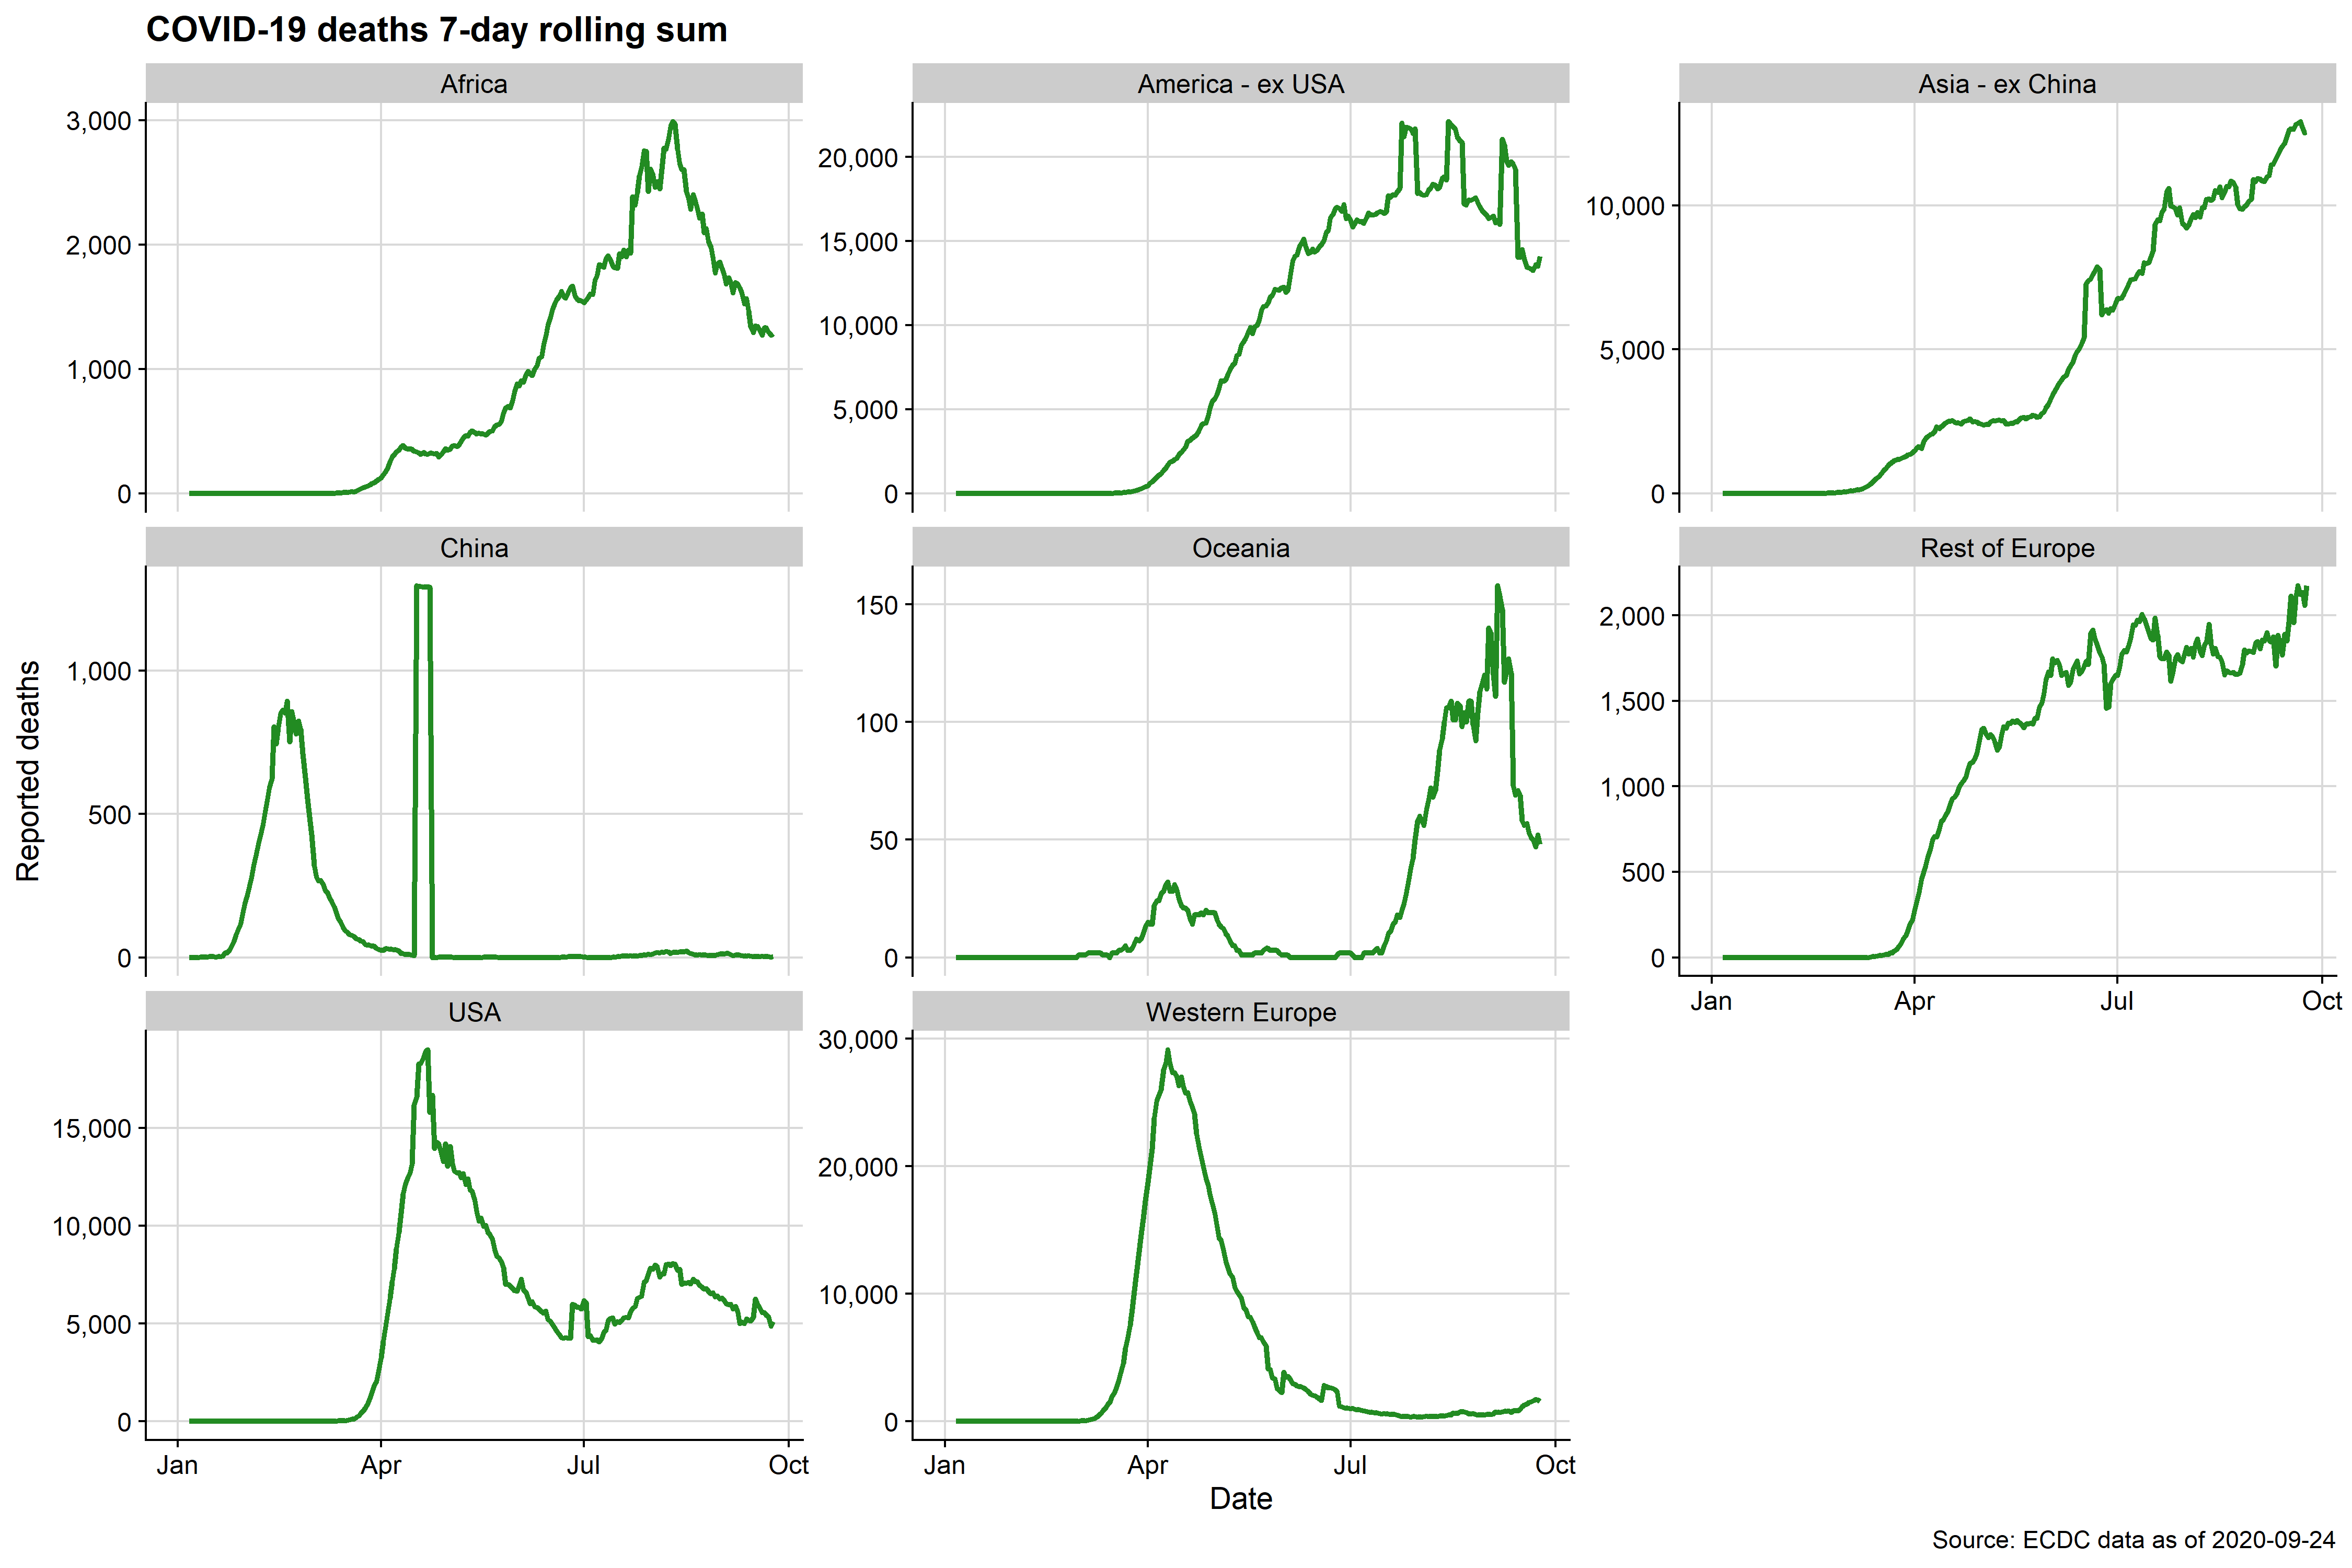 COVID-19 deaths 7-day rolling sum
Africa
America - ex USA
Asia - ex China
3,000
2,000
1,000
0
20,000
15,000
10,000
5,000
0
10,000
5,000
0
China
Oceania
Rest of Europe
Reported deaths
1,000
500
0
150
100
50
0
2,000
1,500
1,000
500
0
Jan
Apr
Jul
Oct
USA
Western Europe
15,000
10,000
5,000
0
30,000
20,000
10,000
0
Jan
Apr
Jul
Oct
Jan
Apr
Jul
Oct
Date
Source: ECDC data as of 2020-09-24